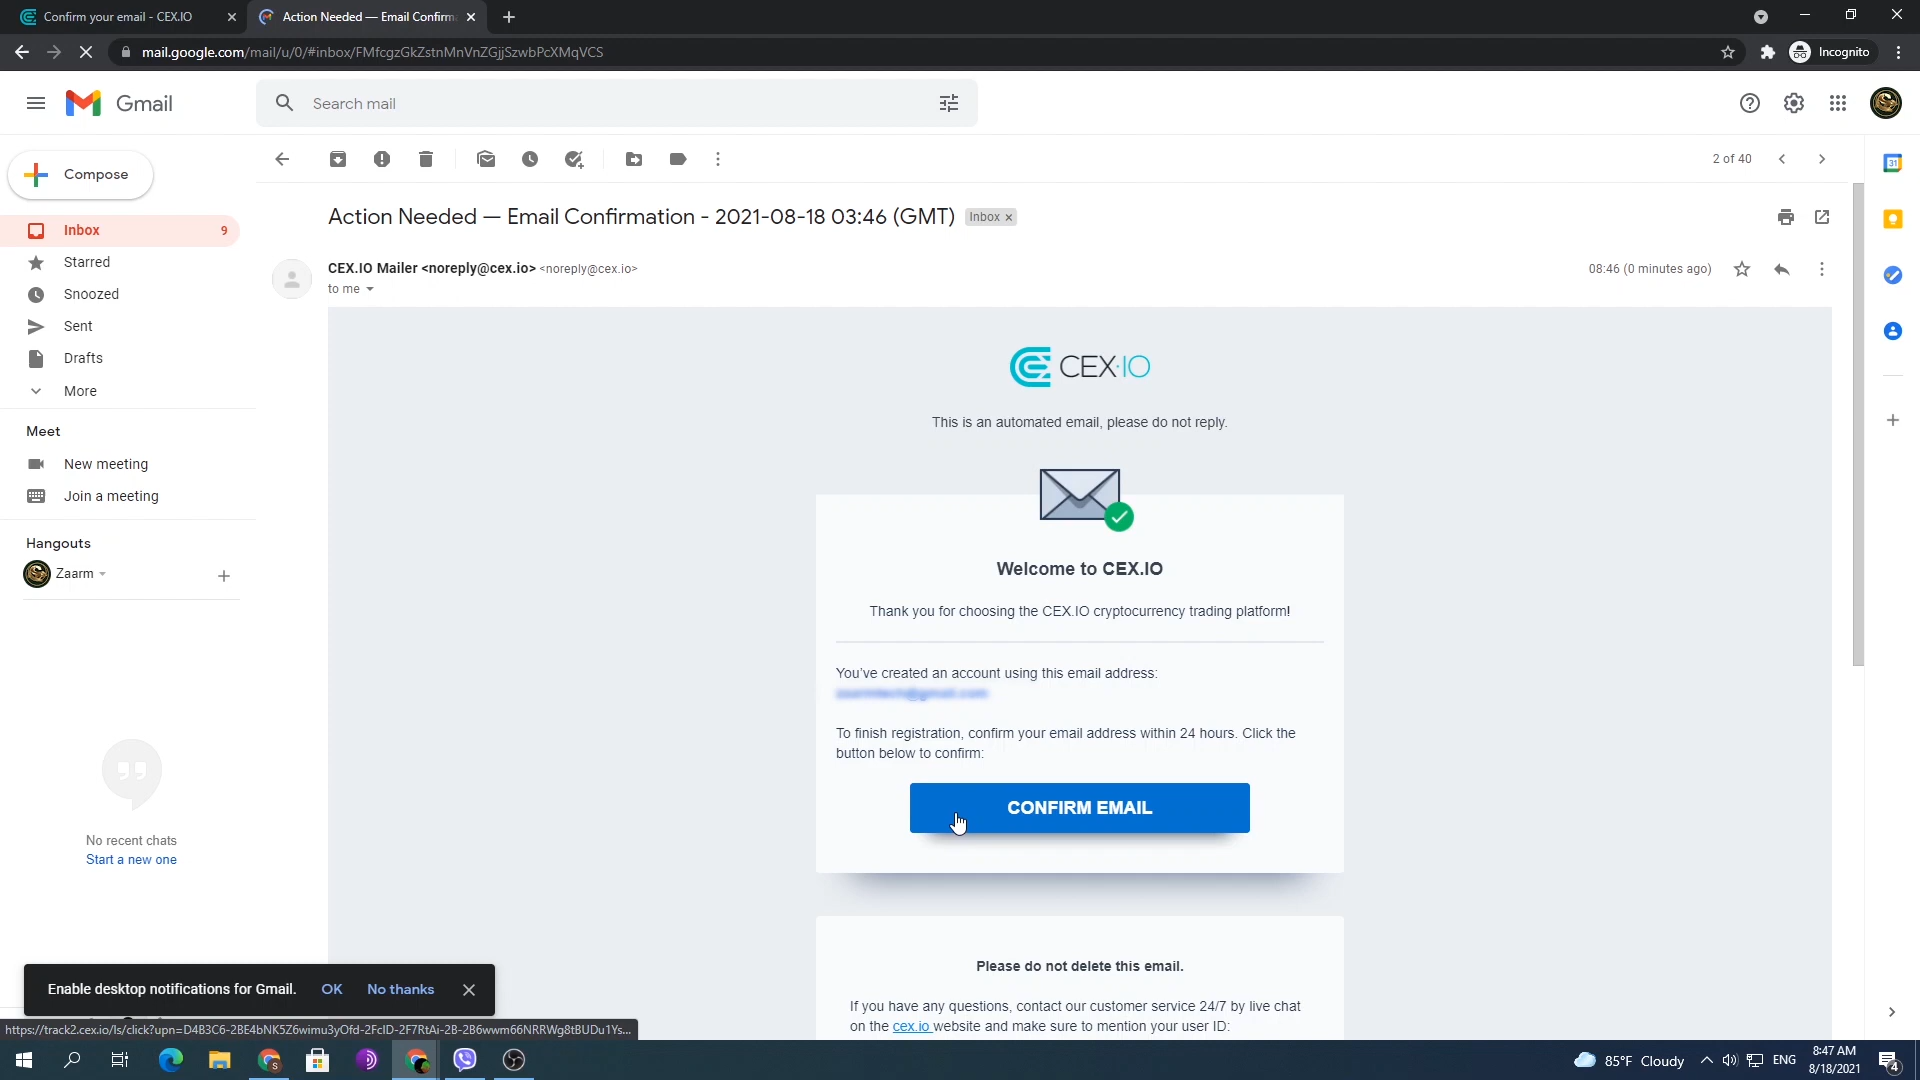 Confirm your email - CEX.IO
Action Needed — Email Confirm
mail.google.com/mail/u/0/#inbox/FMfcgzGkZstnMnVnZGjjSzwbPcXMqVCS
Incognito
Gmail
Search mail
Compose
2 of 40
31
Inbox 9
Starred
Snoozed
Sent
Drafts
More
Meet
New meeting
Join a meeting
Hangouts
Zaarm
No recent chats
Start a new one
Action Needed — Email Confirmation - 2021-08-18 03:46 (GMT) Inbox ×
CEX.IO Mailer <noreply@cex.io> <noreply@cex.io>
08:46 (0 minutes ago)
to me
CEX.IO
This is an automated email, please do not reply.
Welcome to CEX.IO
Thank you for choosing the CEX.IO cryptocurrency trading platform!
You've created an account using this email address:
To finish registration, confirm your email address within 24 hours. Click the
button below to confirm:
CONFIRM EMAIL
Please do not delete this email.
If you have any questions, contact our customer service 24/7 by live chat
on the cex.io website and make sure to mention your user ID:
Enable desktop notifications for Gmail. OK No thanks
https://track2.cex.io/ls/click?upn=D4B3C6-2BE4bNK5Z6wimu3yOfd-2FcID-2F7RtAi-2B-2B6wwm66NRRWg8tBUDu1Ys...
85°F Cloudy
ENG
8:47 AM
8/18/2021
4